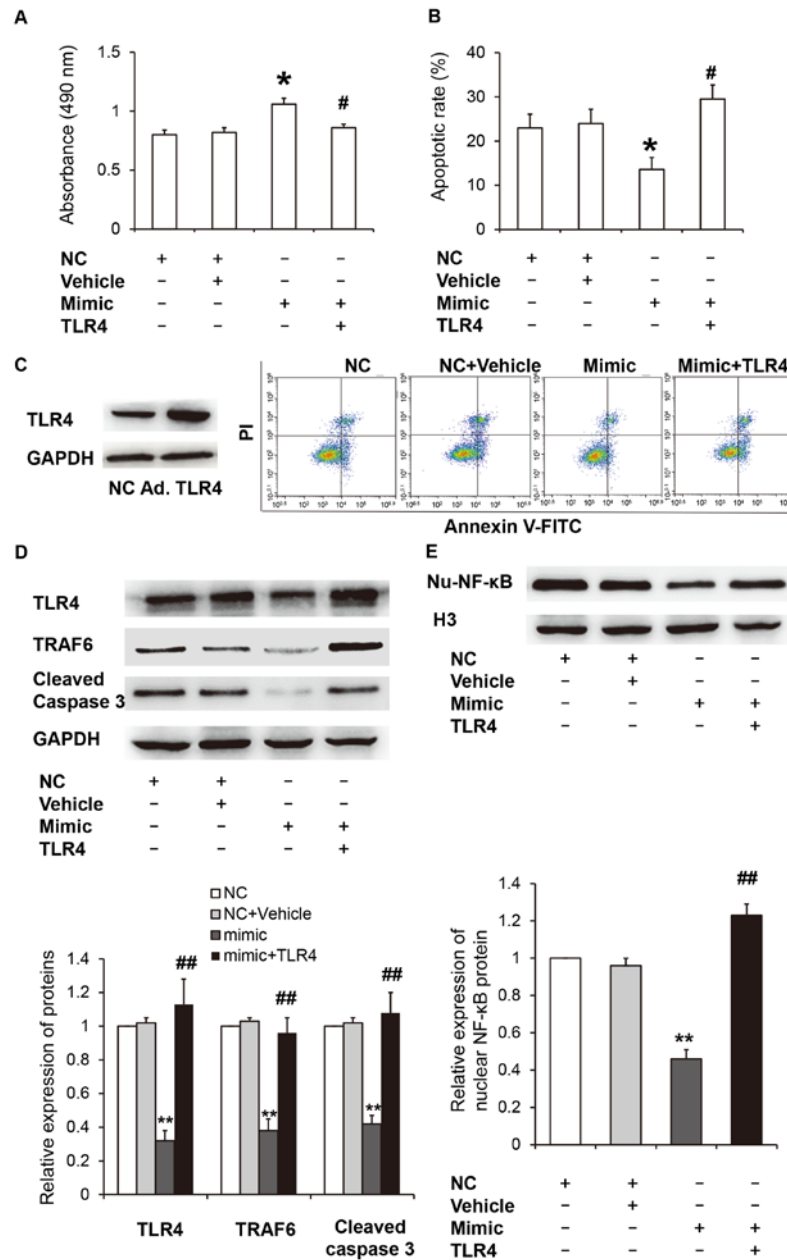 A
Absorbance (490 nm)
1.5
1
0.5
0
*
#
NC + + − −
Vehicle − + − −
Mimic − − + +
TLR4 − − − +
B
Apoptotic rate (%)
40
30
20
10
0
*
#
NC + + − −
Vehicle − + − −
Mimic − − + +
TLR4 − − − +
C
TLR4
GAPDH
NC Ad. TLR4
NC NC+Vehicle Mimic Mimic+TLR4
PI
Annexin V-FITC
D
TLR4
TRAF6
Cleaved
Caspase 3
GAPDH
NC + + − −
Vehicle − + − −
Mimic − − + +
TLR4 − − − +
NC
NC+Vehicle
mimic
mimic+TLR4
Relative expression of proteins
1.4
1.2
1
0.8
0.6
0.4
0.2
0
** ## ** ## ** ##
TLR4 TRAF6 Cleaved
caspase 3
E
Nu-NF-κB
H3
NC + + − −
Vehicle − + − −
Mimic − − + +
TLR4 − − − +
Relative expression of
nuclear NF-κB protein
1.4
1.2
1
0.8
0.6
0.4
0.2
0
**
##
NC + + − −
Vehicle − + − −
Mimic − − + +
TLR4 − − − +